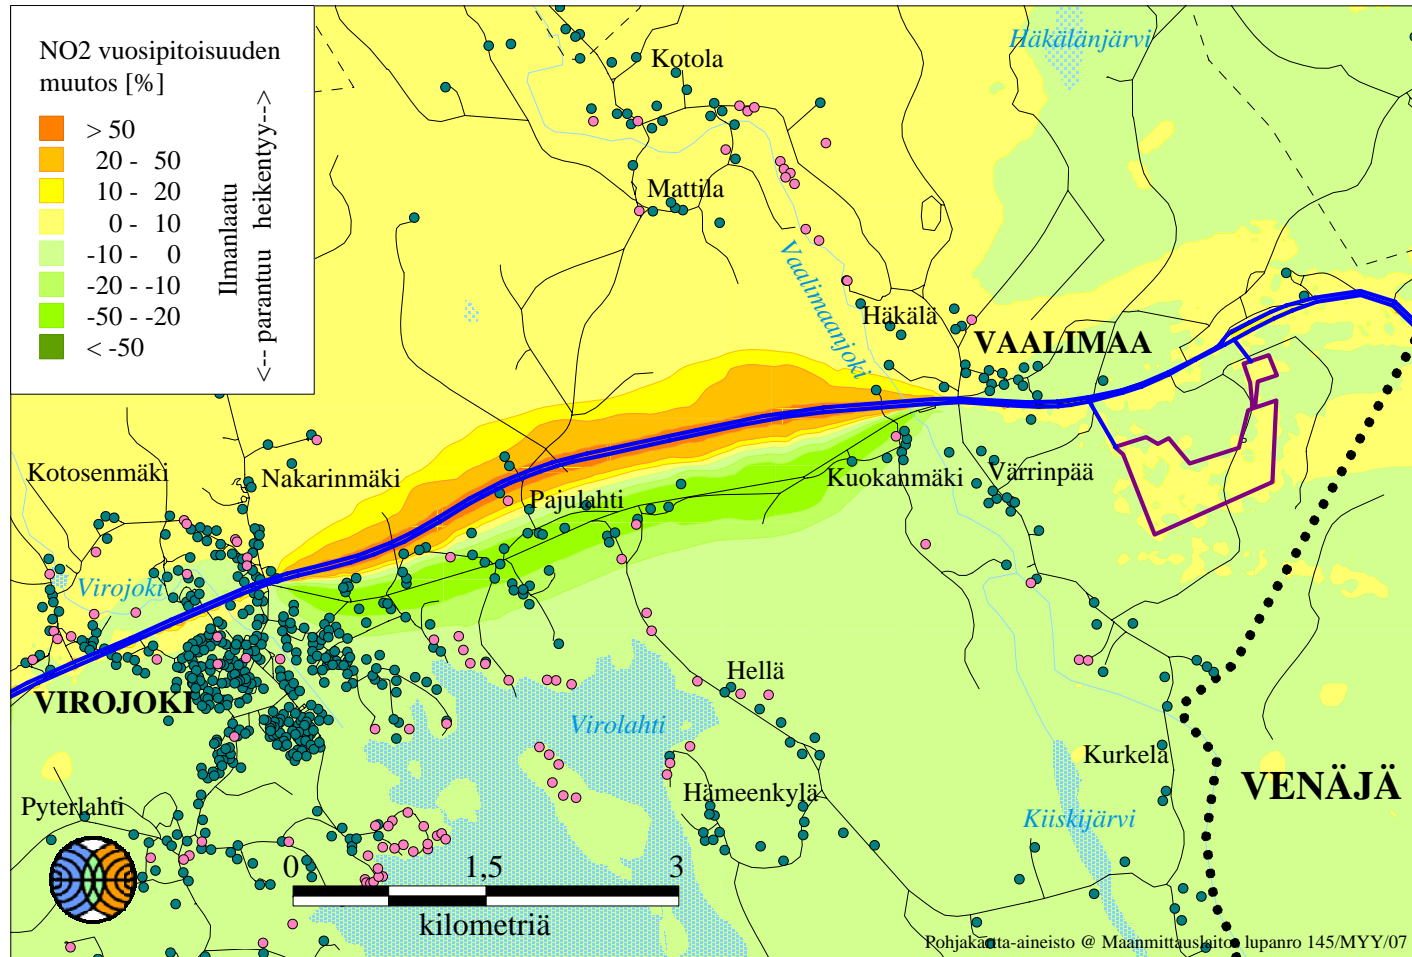 NO2 vuosipitoisuuden
muutos [%]
> 50
20 - 50
10 - 20
0 - 10
-10 - 0
-20 - -10
-50 - -20
< -50
Ilmanlaatu
<-- parantuu heikentyy-->
Häkälänjärvi
Kotola
Mattila
Vaalimaanjoki
Häkälä
VAALIMAA
Kotosenmäki
Nakarinmäki
Pajulahti
Kuokanmäki
Värrinpää
Virojoki
VIROJOKI
Hellä
Virolahti
Kurkela
VENÄJÄ
Pyterlahti
Hämeenkylä
Kiiskijärvi
0 1,5 3
kilometriä
Pohjakartta-aineisto @ Maanmittauslaitos lupanro 145/MYY/07